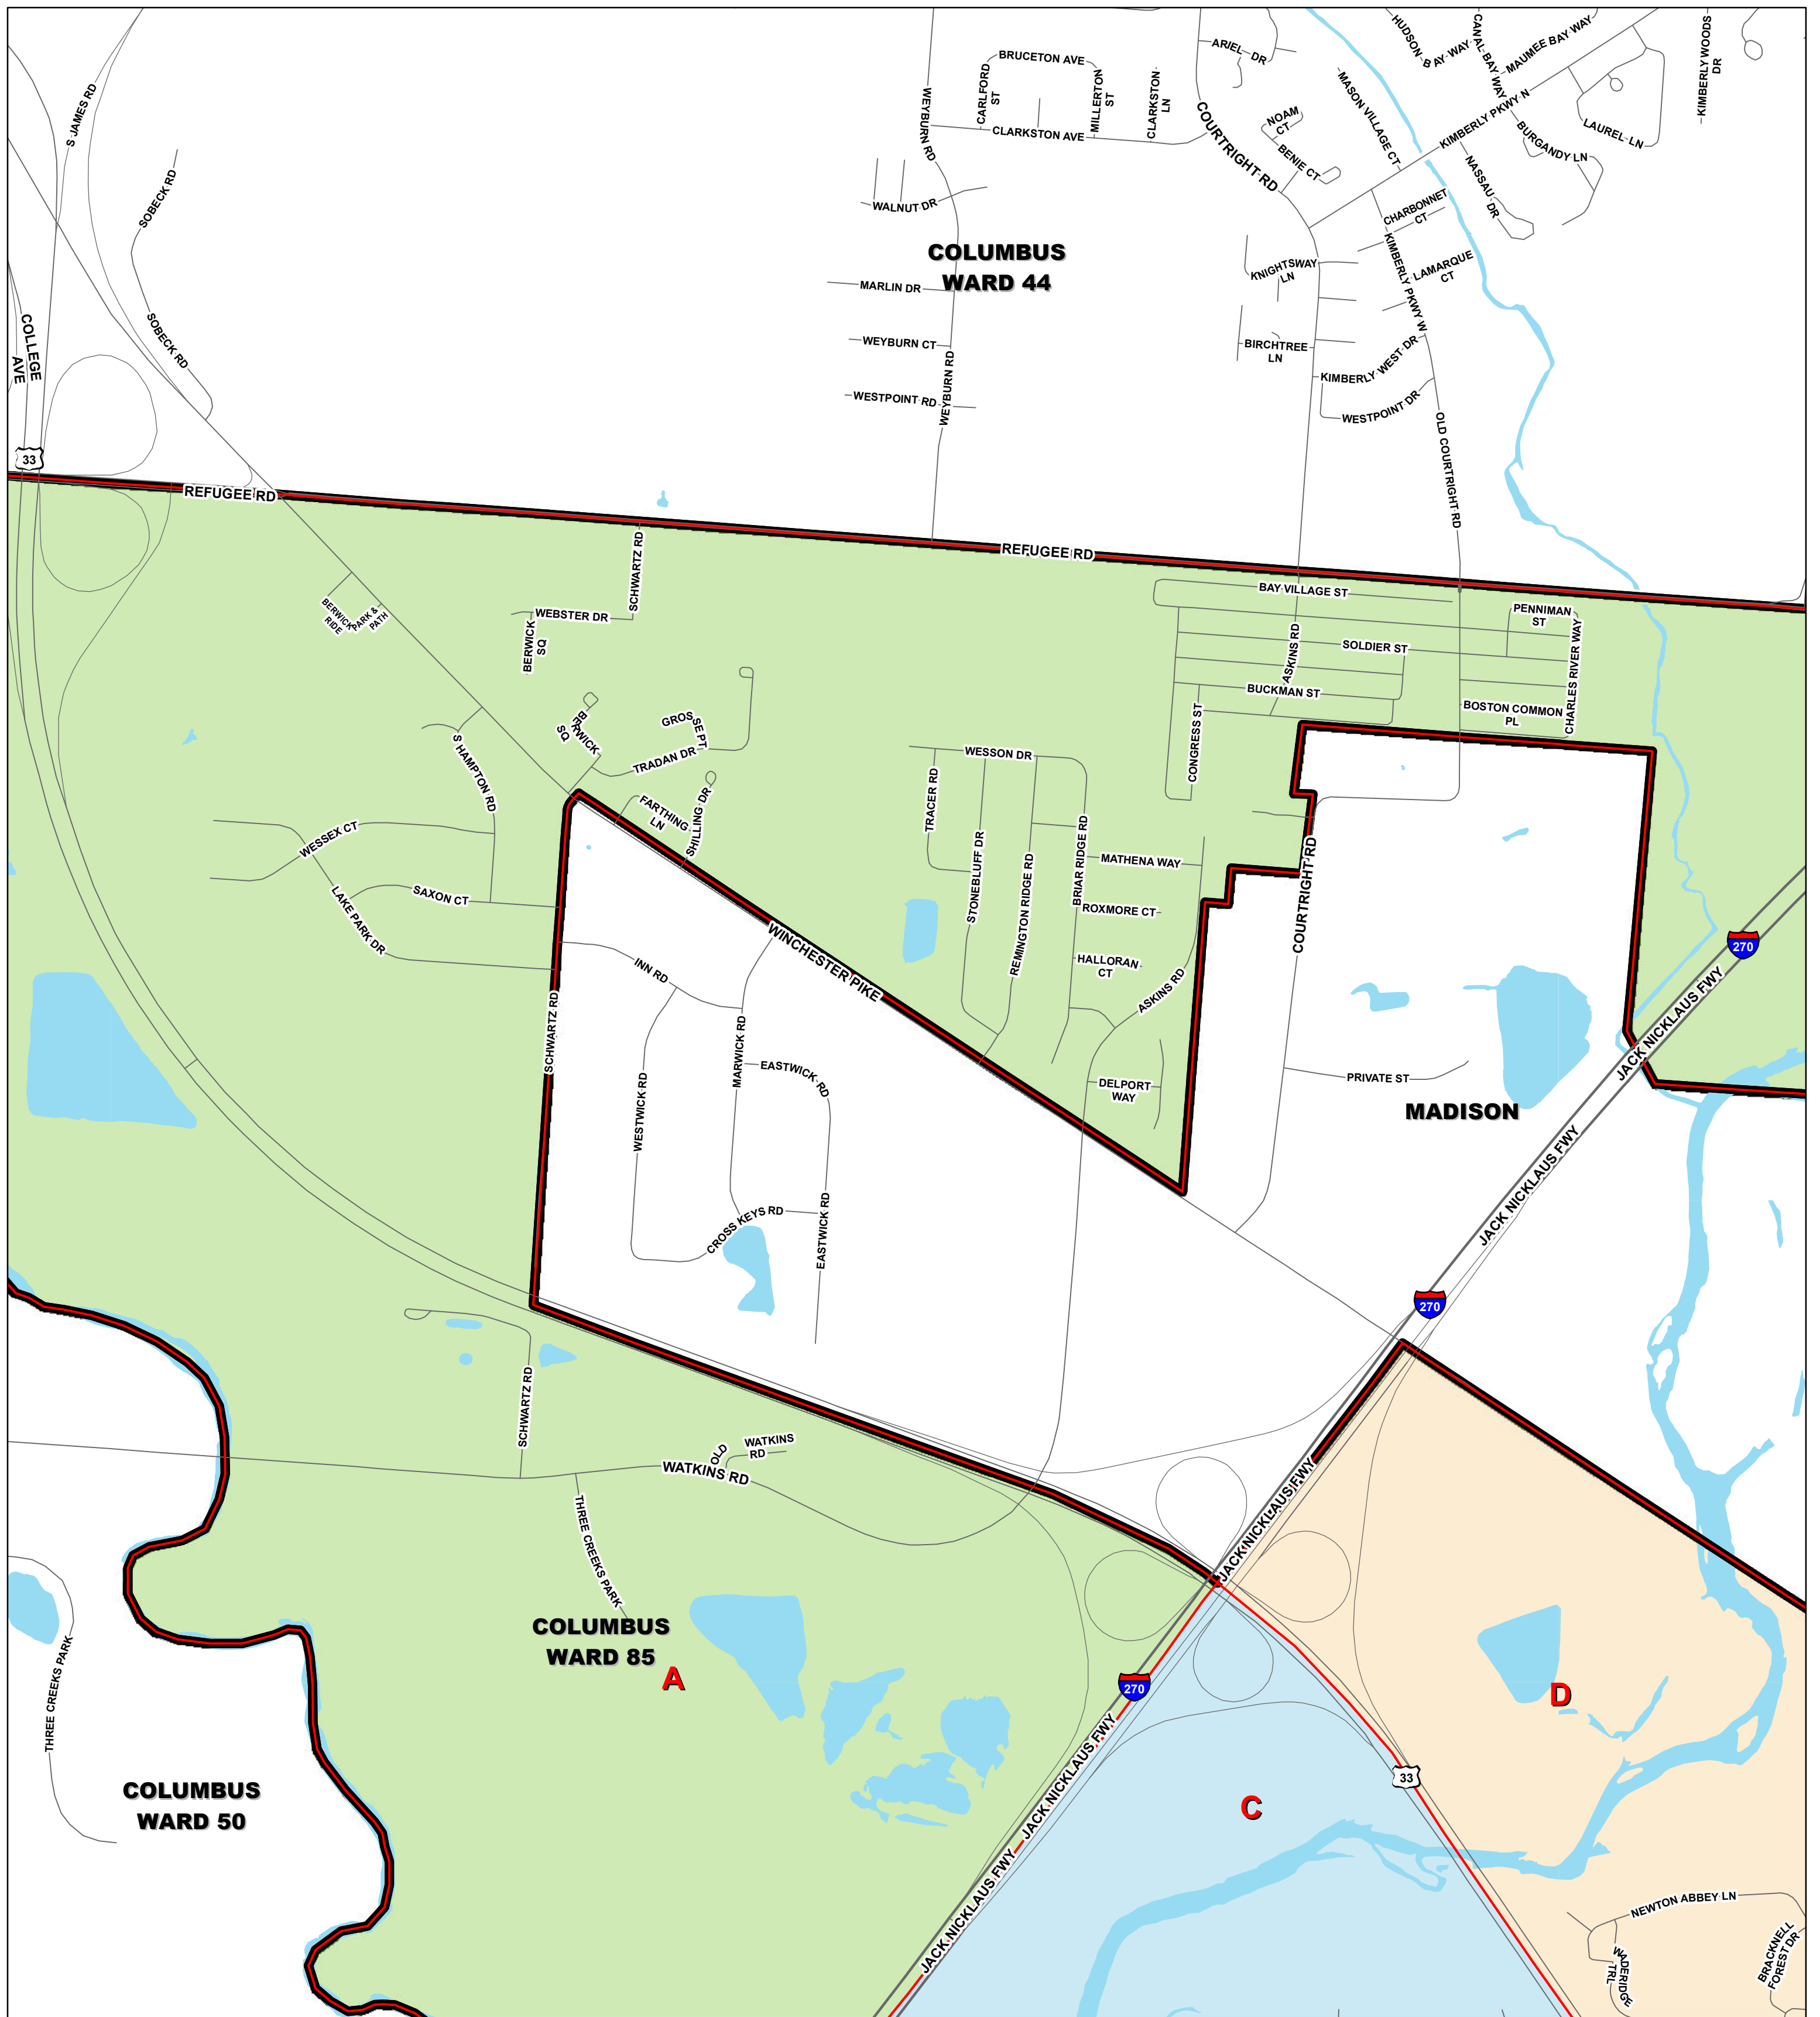 HUDSON
BAY WAY
CANAL BAY WAY
MAUMEE BAY WAY
KIMBERLY WOODS
DR
S JAMES RD
BRUCETON AVE
ARIEL DR
CARLFORD
ST
MILLERTON
ST
CLARKSTON
LN
WEYBURN RD
CLARKSTON AVE
COURTRIGHT RD
NOAM
CT
BENIE CT
MASON VILLAGE CT
KIMBERLY PKWY N
BURGANDY LN
LAUREL LN
NASSAU DR
SOBECK RD
WALNUT DR
CHARBONNET
CT
COLUMBUS
WARD 44
KNIGHTSWAY
LN
KIMBERLY PKWY W
LAMARQUE
CT
MARLIN DR
SOBECK RD
COLLEGE
AVE
WEYBURN CT
WEYBURN RD
BIRCHTREE
LN
KIMBERLY WEST DR
WESTPOINT RD
WESTPOINT DR
OLD COURTRIGHT RD
33
REFUGEE RD
REFUGEE RD
SCHWARTZ RD
BAY VILLAGE ST
BERWICK
RIDE
PARK &
PATH
WEBSTER DR
BERWICK
SQ
PENNIMAN
ST
ASKINS RD
SOLDIER ST
CHARLES RIVER WAY
BUCKMAN ST
BOSTON COMMON
PL
BERWICK
SQ
GROSSE PT
S HAMPTON RD
TRADAN DR
WESSON DR
CONGRESS ST
TRACER RD
FARTHING
LN
SHILLING DR
WESSEX CT
STONEBLUFF DR
REMINGTON RIDGE RD
BRIAR RIDGE RD
MATHENA WAY
COURTRIGHT RD
SAXON CT
LAKE PARK DR
ROXMORE CT
WINCHESTER PIKE
INN RD
HALLORAN
CT
ASKINS RD
270
JACK NICKLAUS FWY
SCHWARTZ RD
MARWICK RD
EASTWICK RD
WESTWICK RD
DELPORT
WAY
PRIVATE ST
MADISON
JACK NICKLAUS FWY
CROSS KEYS RD
EASTWICK RD
270
SCHWARTZ RD
OLD
WATKINS
RD
WATKINS RD
THREE CREEKS PARK
JACK NICKLAUS FWY
COLUMBUS
WARD 85
A
THREE CREEKS PARK
270
D
JACK NICKLAUS FWY
33
COLUMBUS
WARD 50
C
JACK NICKLAUS FWY
NEWTON ABBEY LN
BRACKNELL
FOREST DR
WADERIDGE
TRL